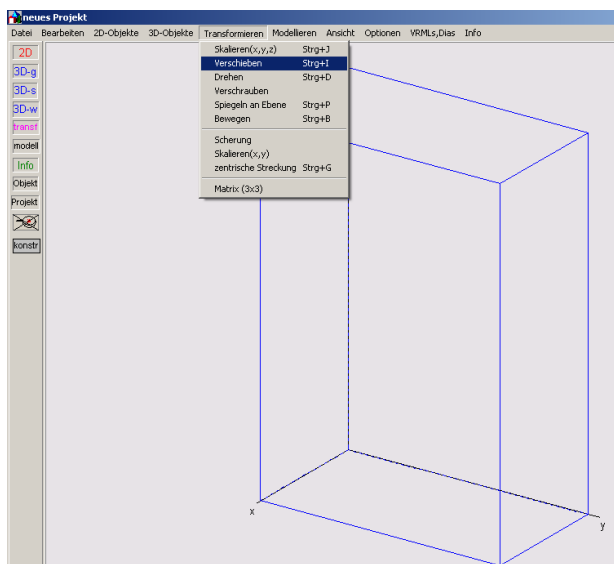 neues Projekt
Datei Bearbeiten 2D-Objekte 3D-Objekte Transformieren Modellieren Ansicht Optionen VRMLs,Dias Info
2D
3D-g
3D-s
3D-w
transf
modell
Info
Objekt
Projekt
konstr
Skalieren(x,y,z) Strg+J
Verschieben Strg+I
Drehen Strg+D
Verschrauben
Spiegeln an Ebene Strg+P
Bewegen Strg+B
Scherung
Skalieren(x,y)
zentrische Streckung Strg+G
Matrix (3x3)
x
y